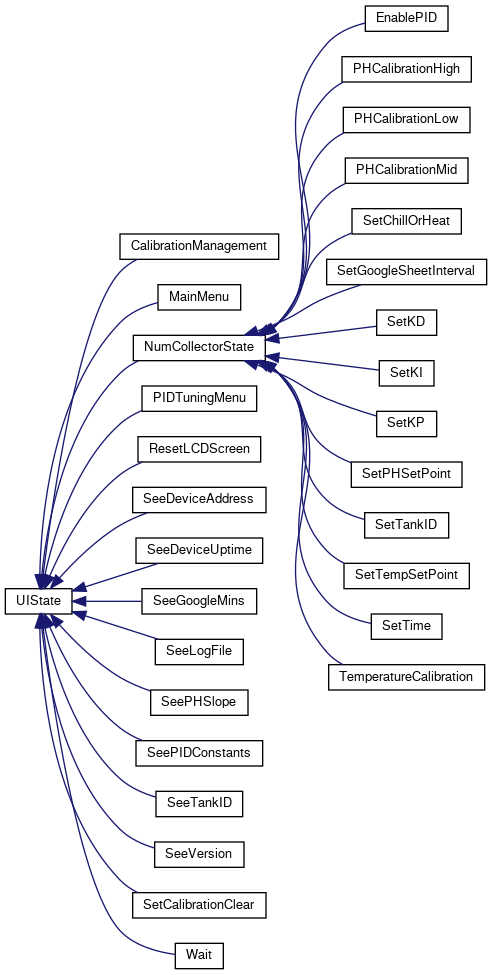 EnablePID
PHCalibrationHigh
PHCalibrationLow
PHCalibrationMid
SetChillOrHeat
CalibrationManagement
SetGoogleSheetInterval
MainMenu
SetKD
NumCollectorState
SetKI
PIDTuningMenu
SetKP
ResetLCDScreen
SetPHSetPoint
SeeDeviceAddress
SetTankID
SeeDeviceUptime
SetTempSetPoint
UIState
SeeGoogleMins
SetTime
SeeLogFile
TemperatureCalibration
SeePHSlope
SeePIDConstants
SeeTankID
SeeVersion
SetCalibrationClear
Wait